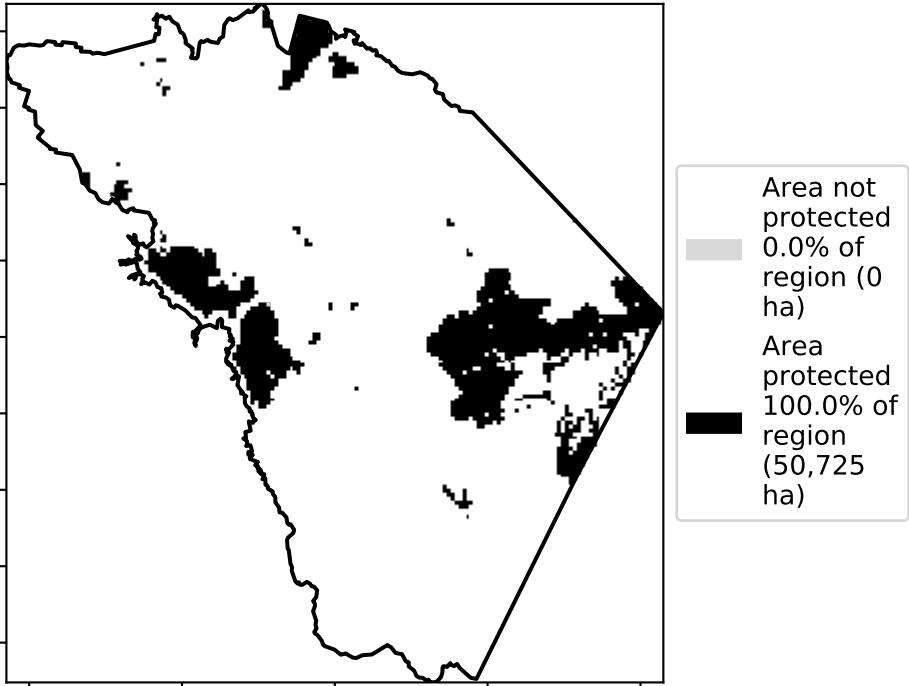 Area not
protected
0.0% of
region (0
ha)
Area
protected
100.0% of
region
(50,725
ha)